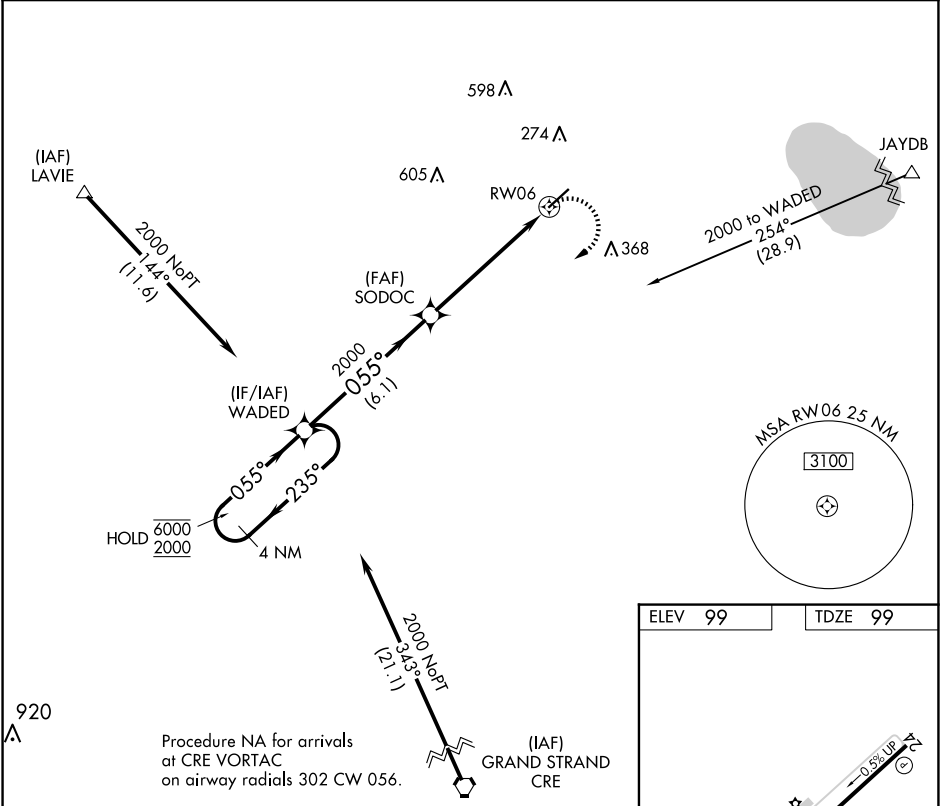 598
274
605
368
920
(IAF)
LAVIE
2000 NoPT
144°
(11.6)
RW06
JAYDB
2000 to WADED
254°
(28.9)
(FAF)
SODOC
2000
055°
(6.1)
(IF/IAF)
WADED
055°
235°
HOLD 6000
2000
4 NM
MSA RW06 25 NM
3100
2000 NoPT
343°
(21.1)
(IAF)
GRAND STRAND
CRE
Procedure NA for arrivals
at CRE VORTAC
on airway radials 302 CW 056.
ELEV 99
TDZE 99
24
0.5% UP
P